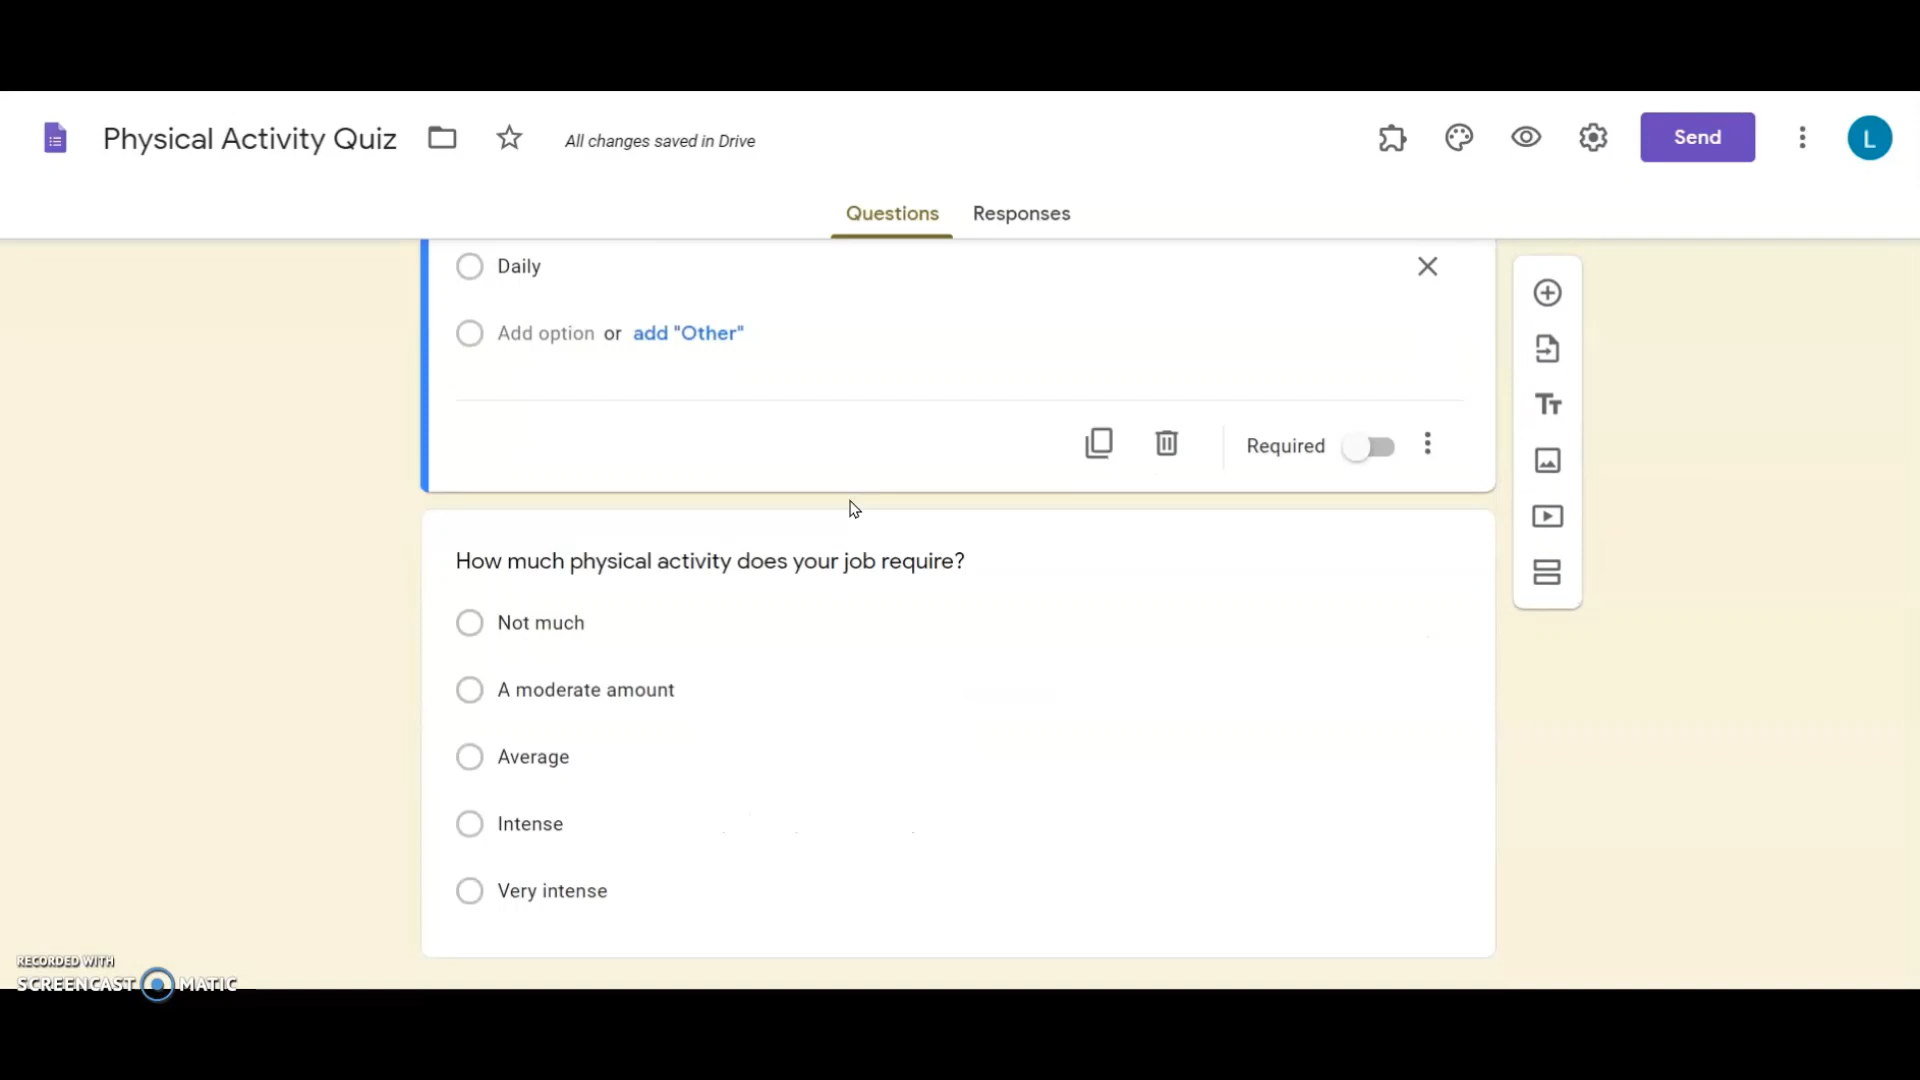 Physical Activity Quiz
All changes saved in Drive
Send
L
Questions Responses
Daily
Add option or add "Other"
Required
Tt
How much physical activity does your job require?
Not much
A moderate amount
Average
Intense
Very intense
RECORDED WITH
SCREENCAST MATIC